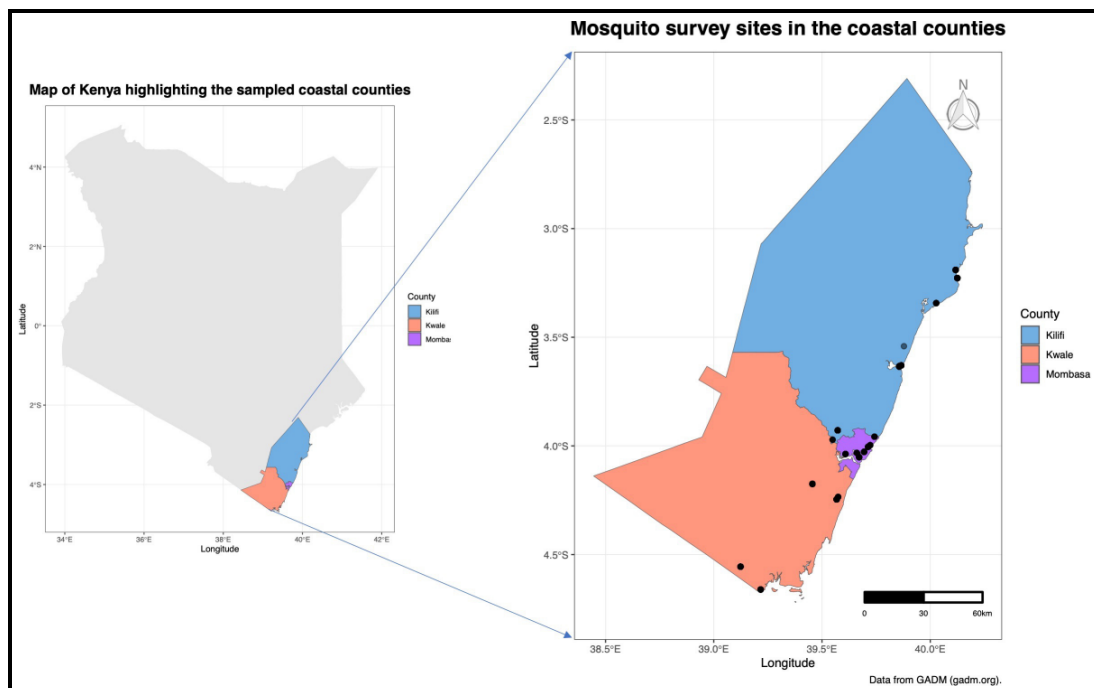 Mosquito survey sites in the coastal counties
Map of Kenya highlighting the sampled coastal counties
4°N
2°N
0°
2°S
4°S
34°E
36°E
38°E
40°E
42°E
Latitude
Longitude
County
Kilifi
Kwale
Mombas
N
2.5°S
3.0°S
3.5°S
4.0°S
4.5°S
38.5°E
39.0°E
39.5°E
40.0°E
Latitude
Longitude
County
Kilifi
Kwale
Mombasa
0
30
60km
Data from GADM (gadm.org).